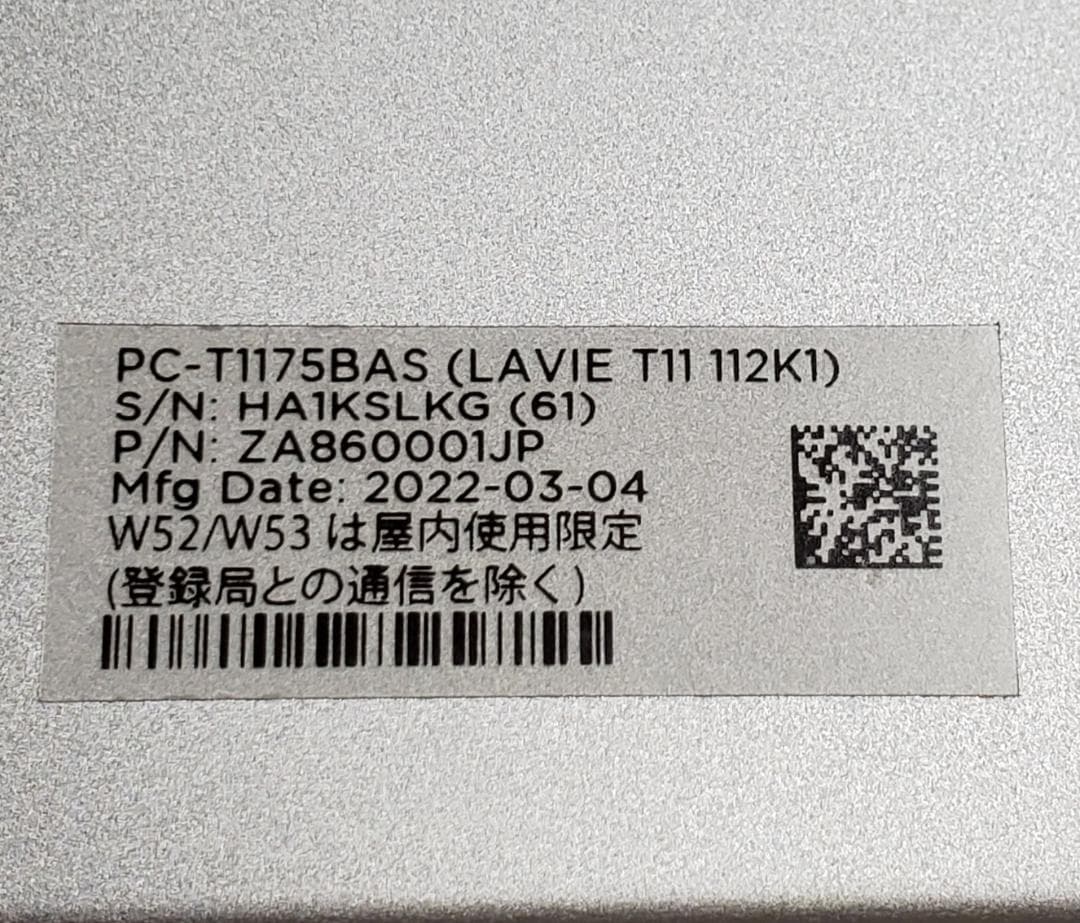 PC-T1175BAS (LAVIE T11 112K1)
S/N: HA1KSLKG (61)
P/N: ZA860001JP
Mfg Date: 2022-03-04
W52/W53 は屋内使用限定
(登録局との通信を除く)